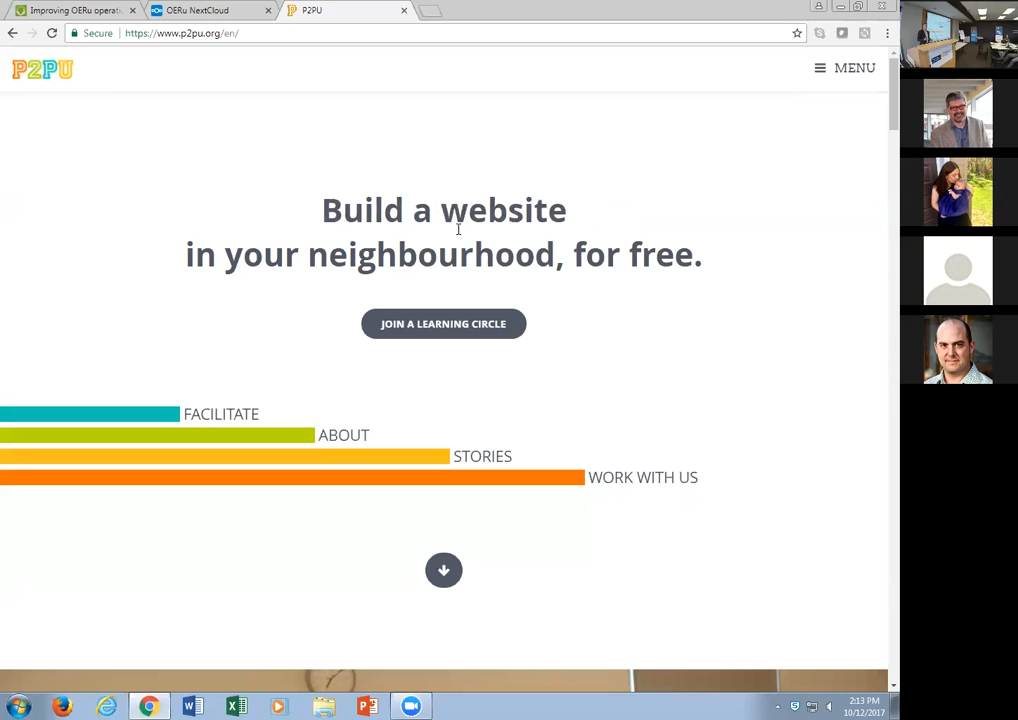 Improving OERu operati
OERu NextCloud
P2PU
Secure
https://www.p2pu.org/en/
P2PU
MENU
Build a website
in your neighbourhood, for free.
JOIN A LEARNING CIRCLE
FACILITATE
ABOUT
STORIES
WORK WITH US
2:13 PM
10/12/2017